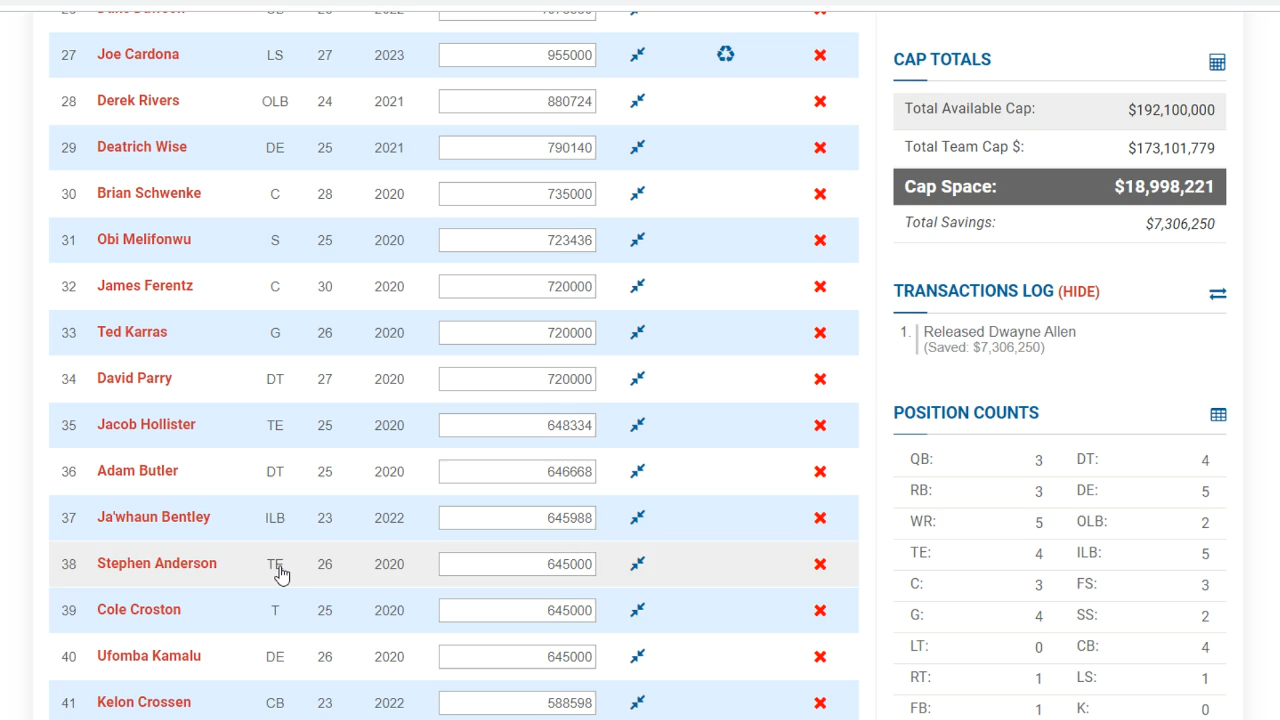 27 Joe Cardona LS 27 2023 955000
28 Derek Rivers OLB 24 2021 880724
29 Deatrich Wise DE 25 2021 790140
30 Brian Schwenke C 28 2020 735000
31 Obi Melifonwu S 25 2020 723436
32 James Ferentz C 30 2020 720000
33 Ted Karras G 26 2020 720000
34 David Parry DT 27 2020 720000
35 Jacob Hollister TE 25 2020 648334
36 Adam Butler DT 25 2020 646668
37 Ja'whaun Bentley ILB 23 2022 645988
38 Stephen Anderson TE 26 2020 645000
39 Cole Croston T 25 2020 645000
40 Ufomba Kamalu DE 26 2020 645000
41 Kelon Crossen CB 23 2022 588598
CAP TOTALS
Total Available Cap: $192,100,000
Total Team Cap $: $173,101,779
Cap Space: $18,998,221
Total Savings: $7,306,250
TRANSACTIONS LOG (HIDE)
1. Released Dwayne Allen
(Saved: $7,306,250)
POSITION COUNTS
QB: 3 DT: 4
RB: 3 DE: 5
WR: 5 OLB: 2
TE: 4 ILB: 5
C: 3 FS: 3
G: 4 SS: 2
LT: 0 CB: 4
RT: 1 LS: 1
FB: 1 K: 0